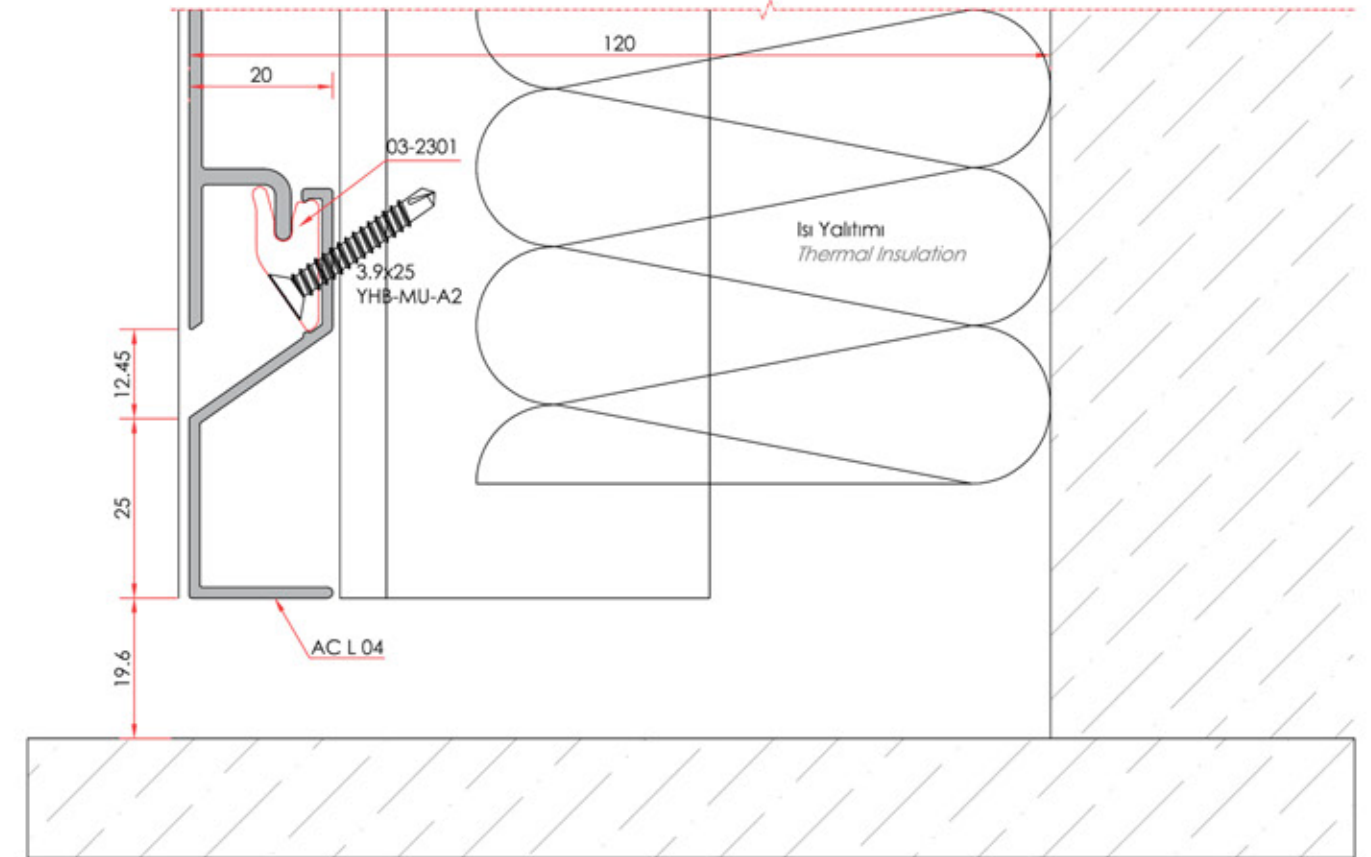 120
20
03-2301
Isı Yalıtımı
Thermal Insulation
3.9x25
YHB-MU-A2
12.45
25
AC L 04
19.6